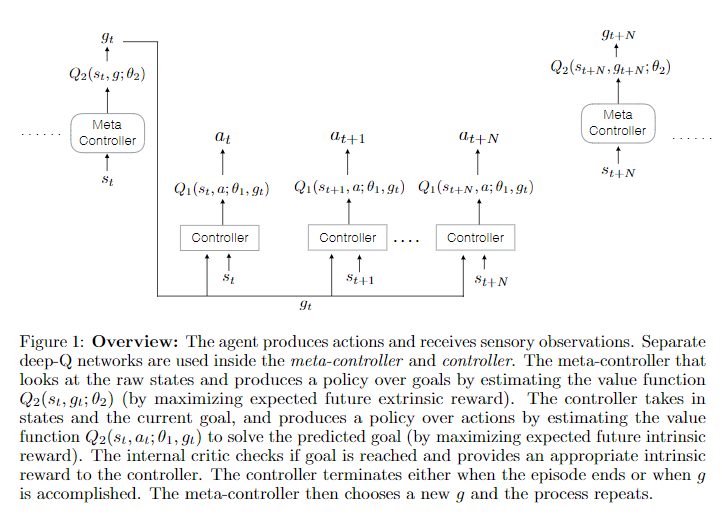 g_t
Q_2(s_t, g; θ_2)
Meta
Controller
s_t
......
a_t
a_{t+1}
a_{t+N}
Q_1(s_t, a; θ_1, g_t)
Q_1(s_{t+1}, a; θ_1, g_t)
Q_1(s_{t+N}, a; θ_1, g_t)
Controller
Controller
....
Controller
s_t
s_{t+1}
s_{t+N}
g_t
g_{t+N}
Q_2(s_{t+N}, g_{t+N}; θ_2)
Meta
Controller
s_{t+N}
......
Figure 1: Overview: The agent produces actions and receives sensory observations. Separate
deep-Q networks are used inside the meta-controller and controller. The meta-controller that
looks at the raw states and produces a policy over goals by estimating the value function
Q_2(s_t, g_t; θ_2) (by maximizing expected future extrinsic reward). The controller takes in
states and the current goal, and produces a policy over actions by estimating the value
function Q_2(s_t, a_t; θ_1, g_t) to solve the predicted goal (by maximizing expected future intrinsic
reward). The internal critic checks if goal is reached and provides an appropriate intrinsic
reward to the controller. The controller terminates either when the episode ends or when g
is accomplished. The meta-controller then chooses a new g and the process repeats.